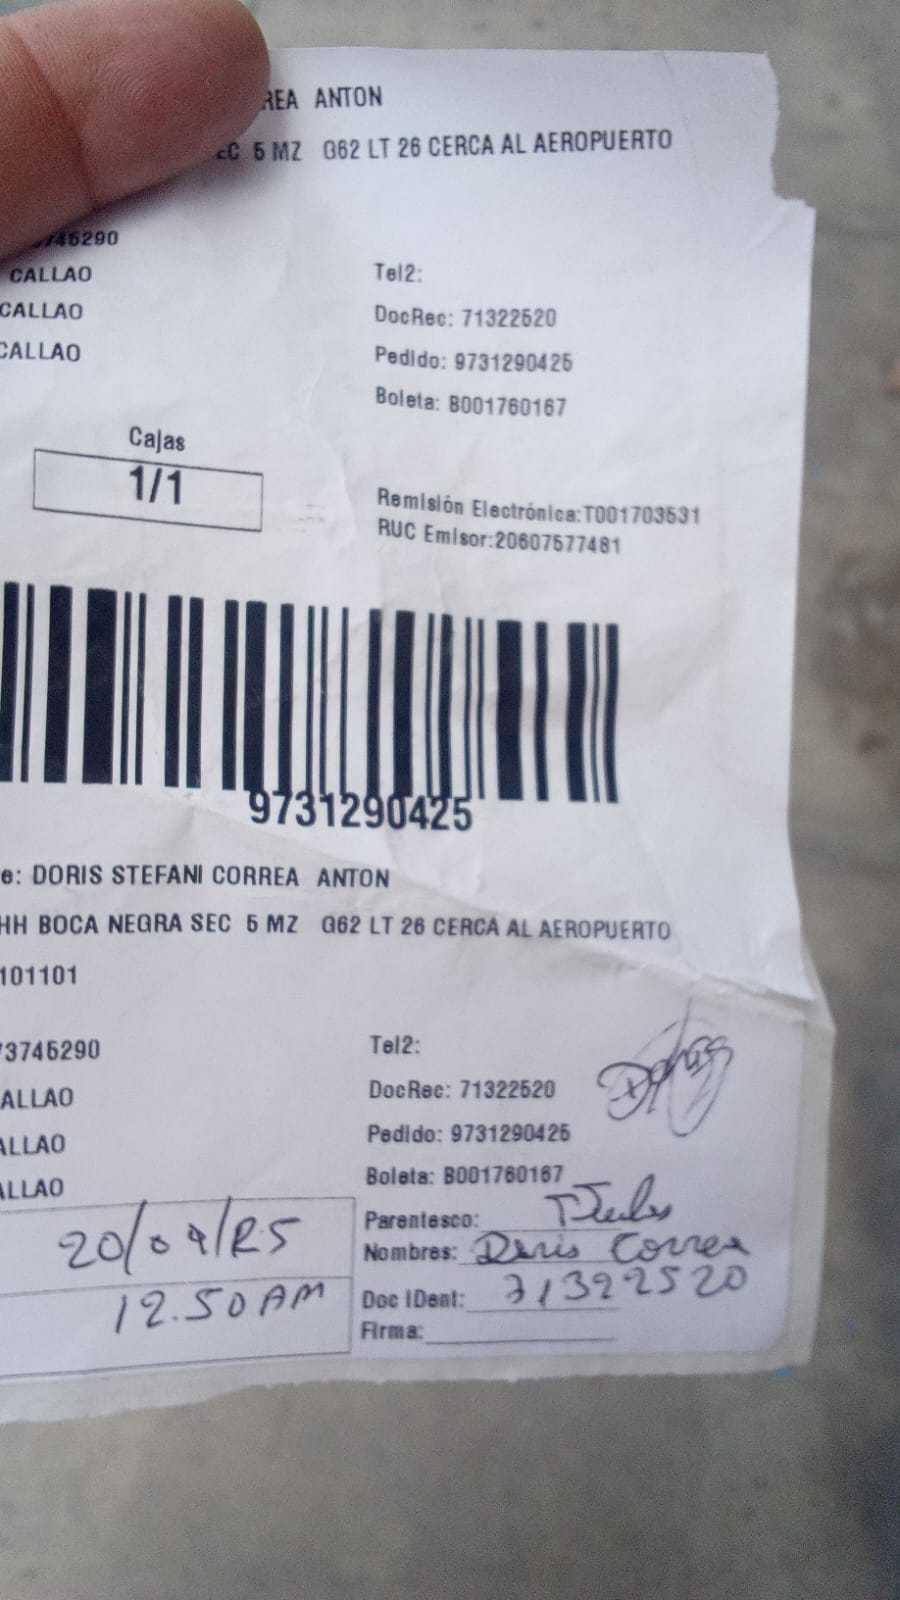 REA ANTON
EC 5 MZ G62 LT 26 CERCA AL AEROPUERTO
3745290
CALLAO
Tel2:
CALLAO
DocRec: 71322520
CALLAO
Pedido: 9731290425
Boleta: B001760167
Cajas
1/1
Remisión Electrónica:T001703531
RUC Emisor:20607577481
9731290425
e: DORIS STEFANI CORREA ANTON
HH BOCA NEGRA SEC 5 MZ G62 LT 26 CERCA AL AEROPUERTO
101101
73745290
Tel2:
ALLAO
DocRec: 71322520
ALLAO
Pedido: 9731290425
ALLAO
Boleta: B001760167
20/09/25
Parentesco:
Nombres: Doris Correa
12.50 AM
Doc IDent: 71322520
Firma: